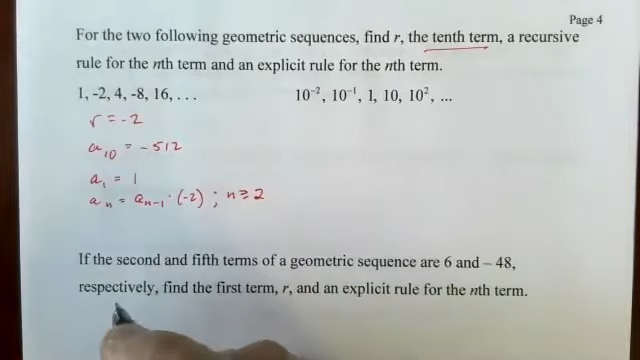 Page 4
For the two following geometric sequences, find r, the tenth term, a recursive
rule for the nth term and an explicit rule for the nth term.
1, -2, 4, -8, 16, . . .
10⁻², 10⁻¹, 1, 10, 10², ...
r = -2
a₁₀ = -512
a₁ = 1
aₙ = aₙ₋₁ · (-2) ; n ≥ 2
If the second and fifth terms of a geometric sequence are 6 and – 48,
respectively, find the first term, r, and an explicit rule for the nth term.